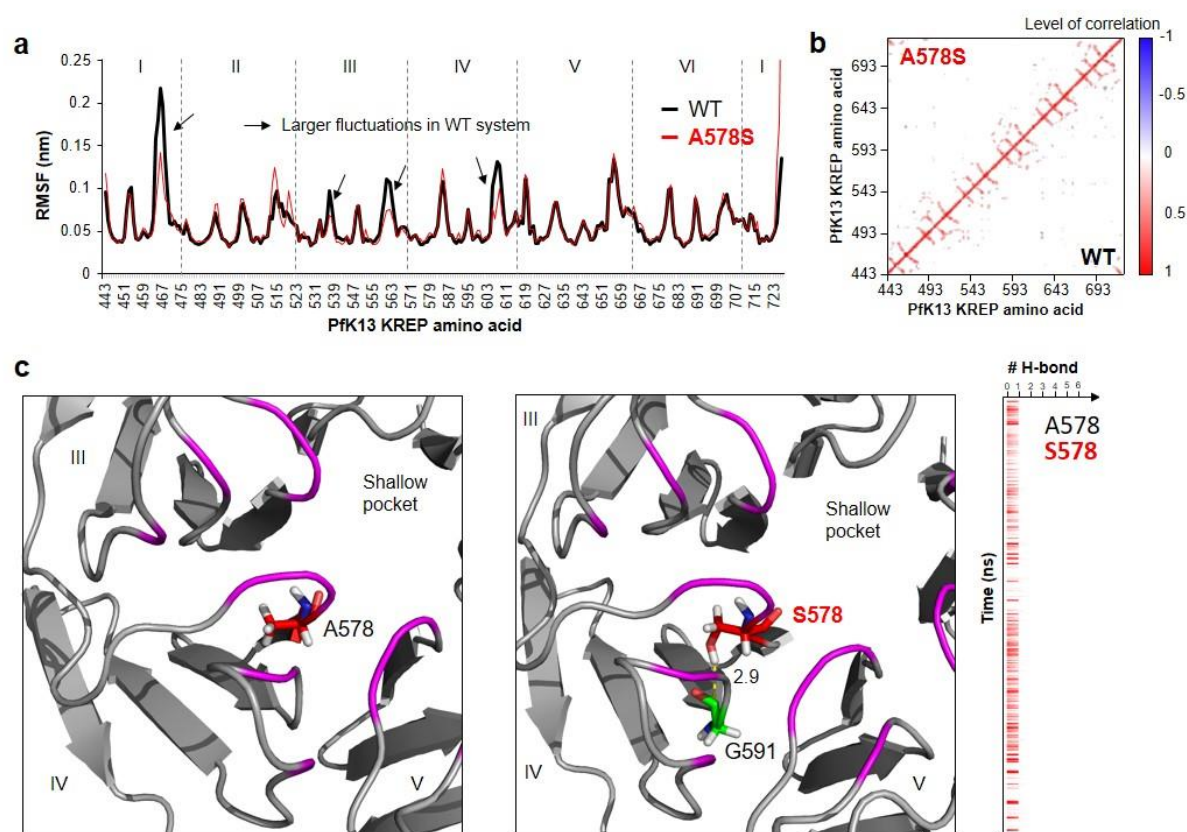 a
0.25
0.2
0.15
0.1
0.05
0
RMSF (nm)
I II III IV V VI I
Larger fluctuations in WT system
WT
A578S
443 451 459 467 475 483 491 499 507 515 523 531 539 547 555 563 571 579 587 595 603 611 619 627 635 643 651 659 667 675 683 691 699 707 715 723
PfK13 KREP amino acid
b
Level of correlation
A578S
WT
693
643
593
543
493
443
PfK13 KREP amino acid
443 493 543 593 643 693
PfK13 KREP amino acid
-1
-0.5
0
0.5
1
c
III
Shallow
pocket
A578
IV
V
III
Shallow
pocket
S578
2.9
G591
IV
V
# H-bond
0 1 2 3 4 5 6
A578
S578
Time (ns)